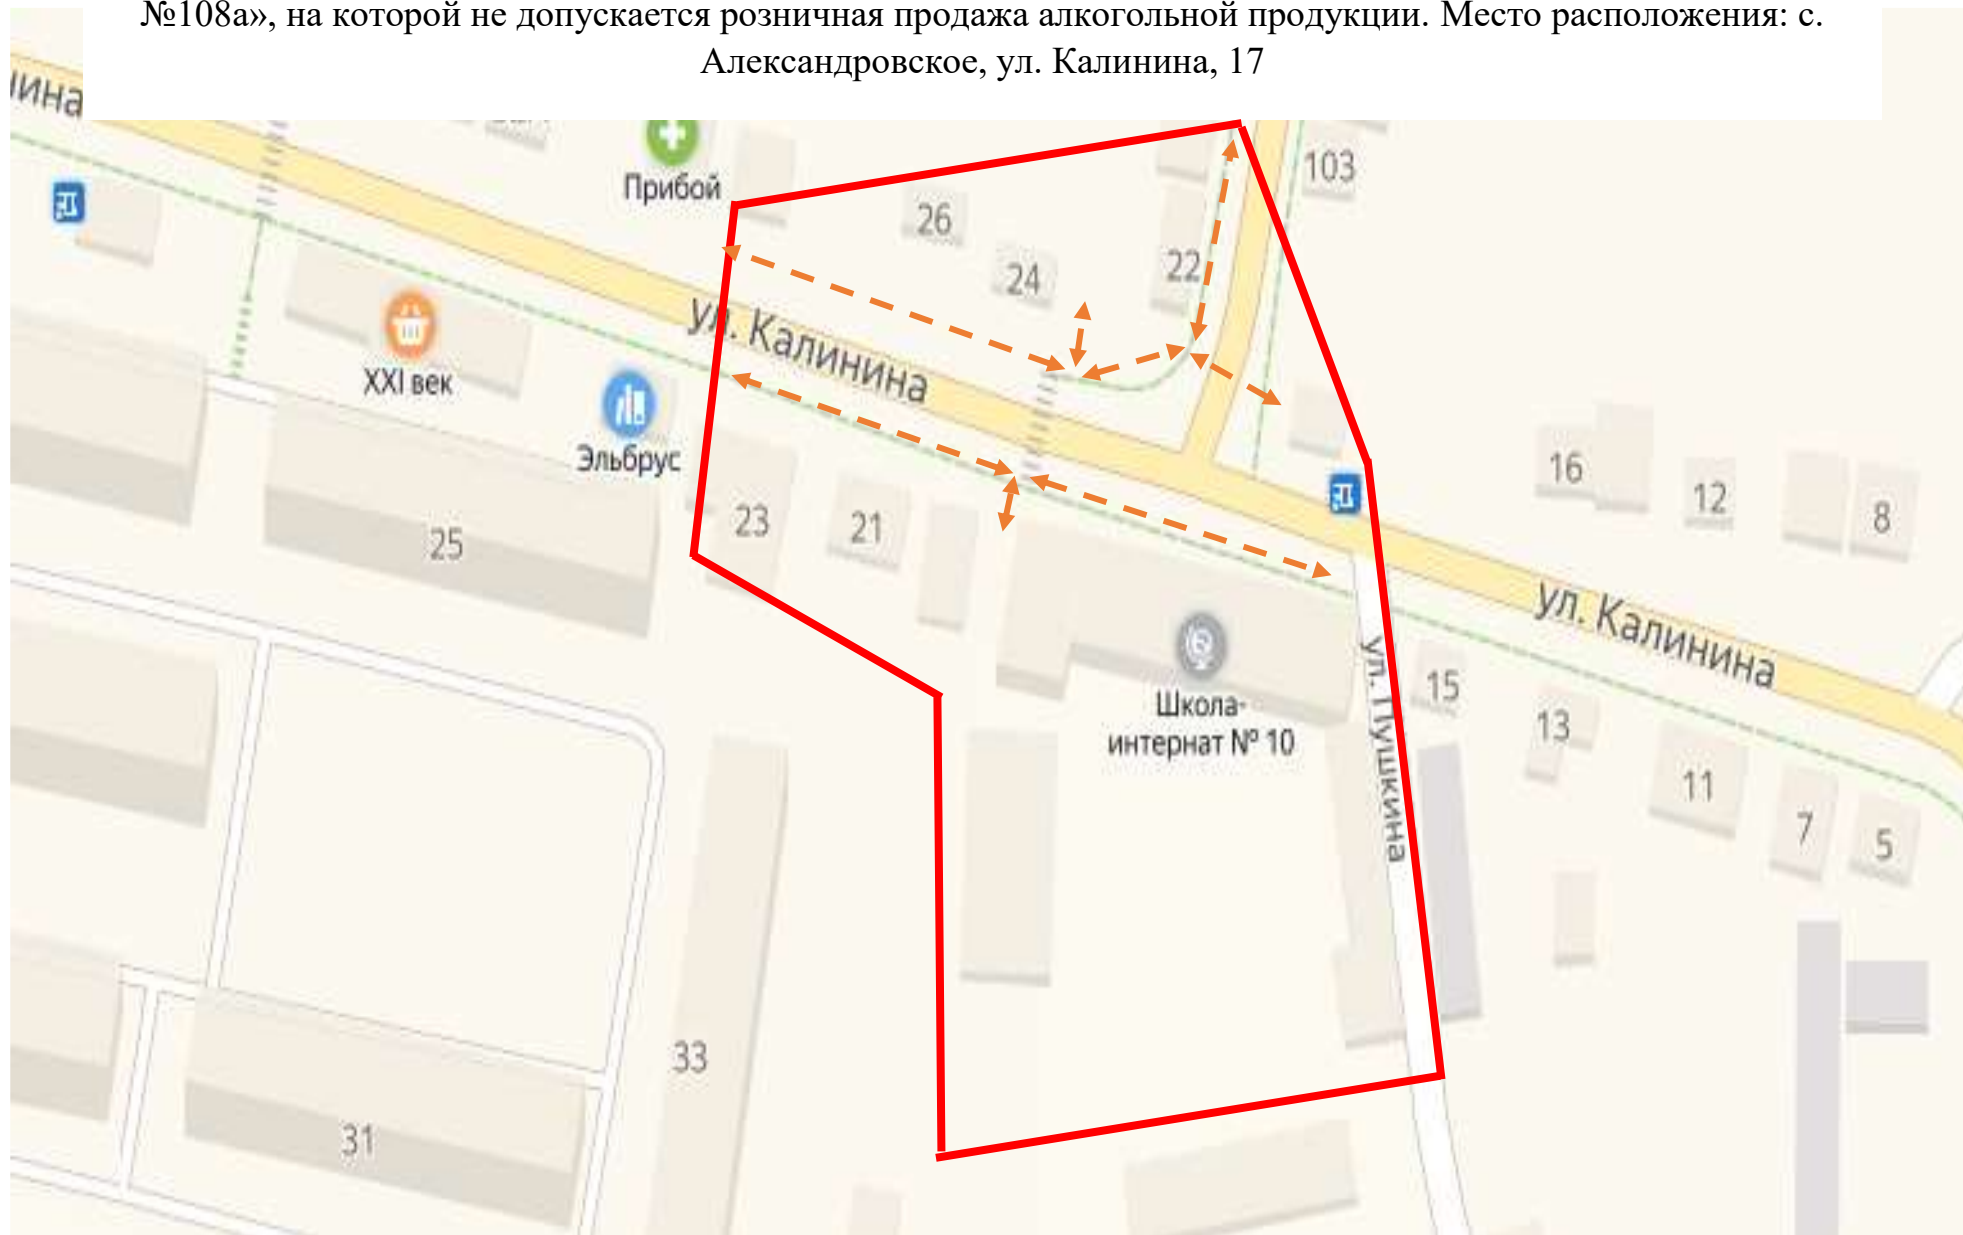 №108а», на которой не допускается розничная продажа алкогольной продукции. Место расположения: с.
Александровское, ул. Калинина, 17
ина
Прибой
103
26
24
22
ул. Калинина
XXI век
Эльбрус
25
23
21
16
12
8
ул. Калинина
Школа-
интернат № 10
ул. Пушкина
15
13
11
7
5
33
31